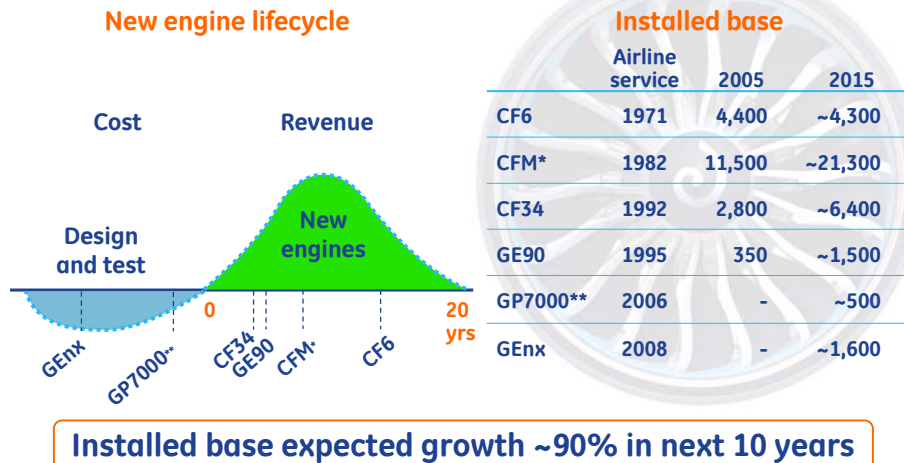 New engine lifecycle
Cost
Revenue
Design
and test
New
engines
0
20
yrs
GEnx
GP7000**
CF34
GE90
CFM*
CF6
Installed base
Airline
service 2005 2015
CF6 1971 4,400 ~4,300
CFM* 1982 11,500 ~21,300
CF34 1992 2,800 ~6,400
GE90 1995 350 ~1,500
GP7000** 2006 - ~500
GEnx 2008 - ~1,600
Installed base expected growth ~90% in next 10 years